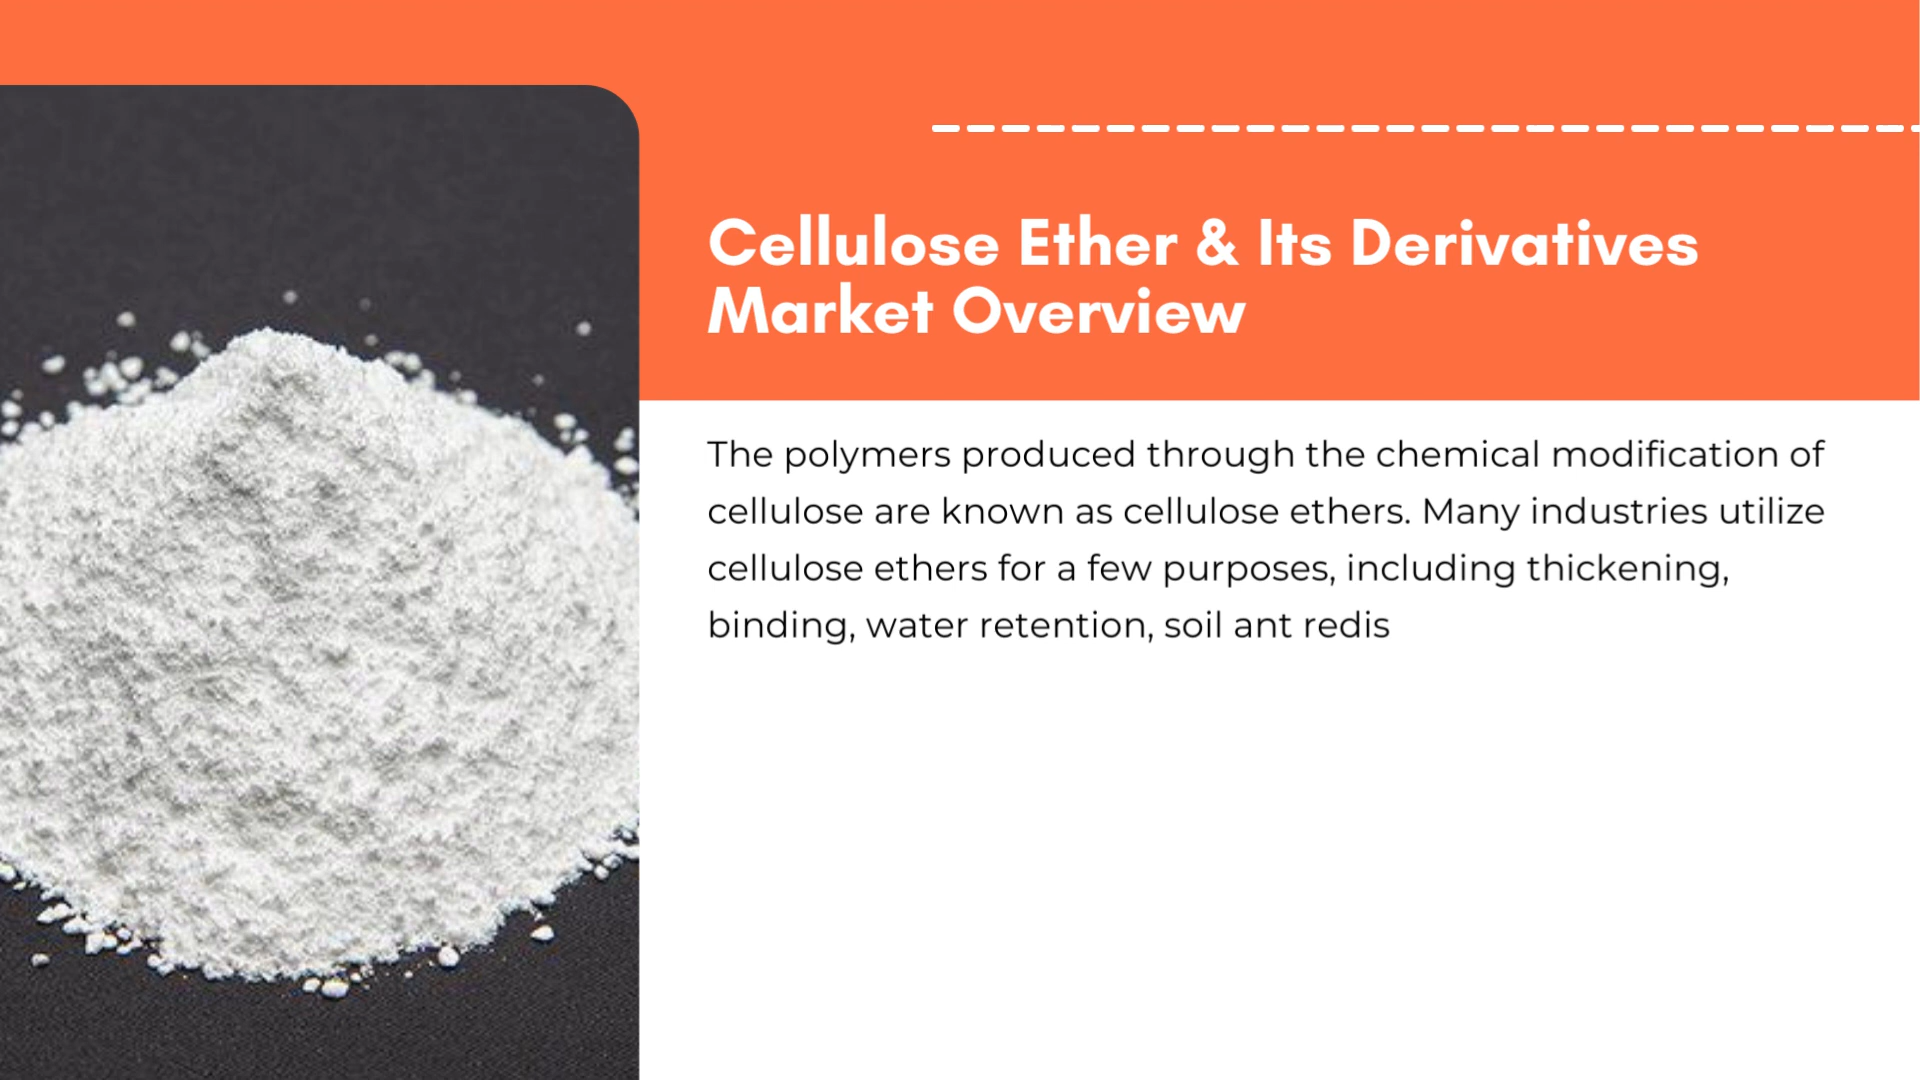 Cellulose Ether & Its Derivatives
Market Overview
The polymers produced through the chemical modification of
cellulose are known as cellulose ethers. Many industries utilize
cellulose ethers for a few purposes, including thickening,
binding, water retention, soil ant redis